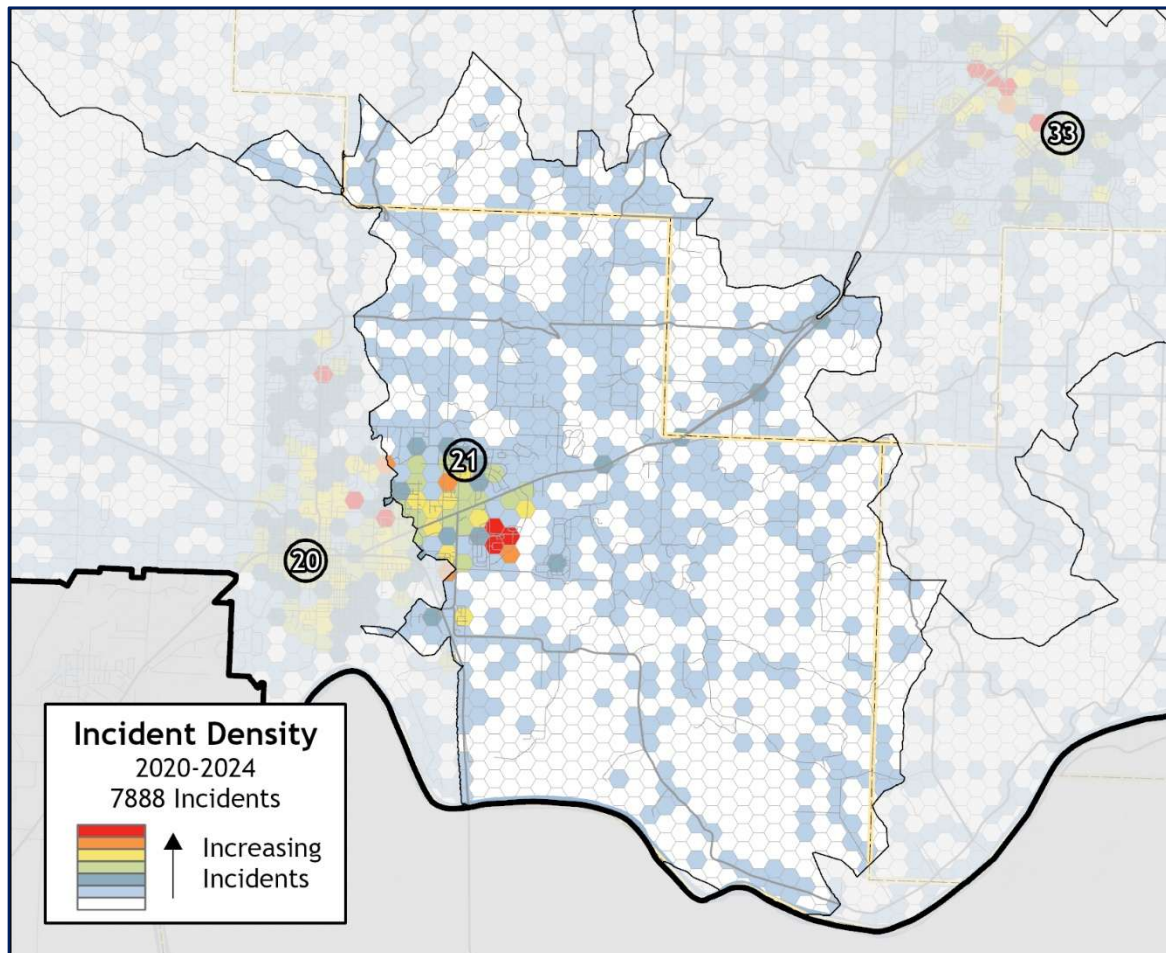 33
21
20
Incident Density
2020-2024
7888 Incidents
Increasing
Incidents